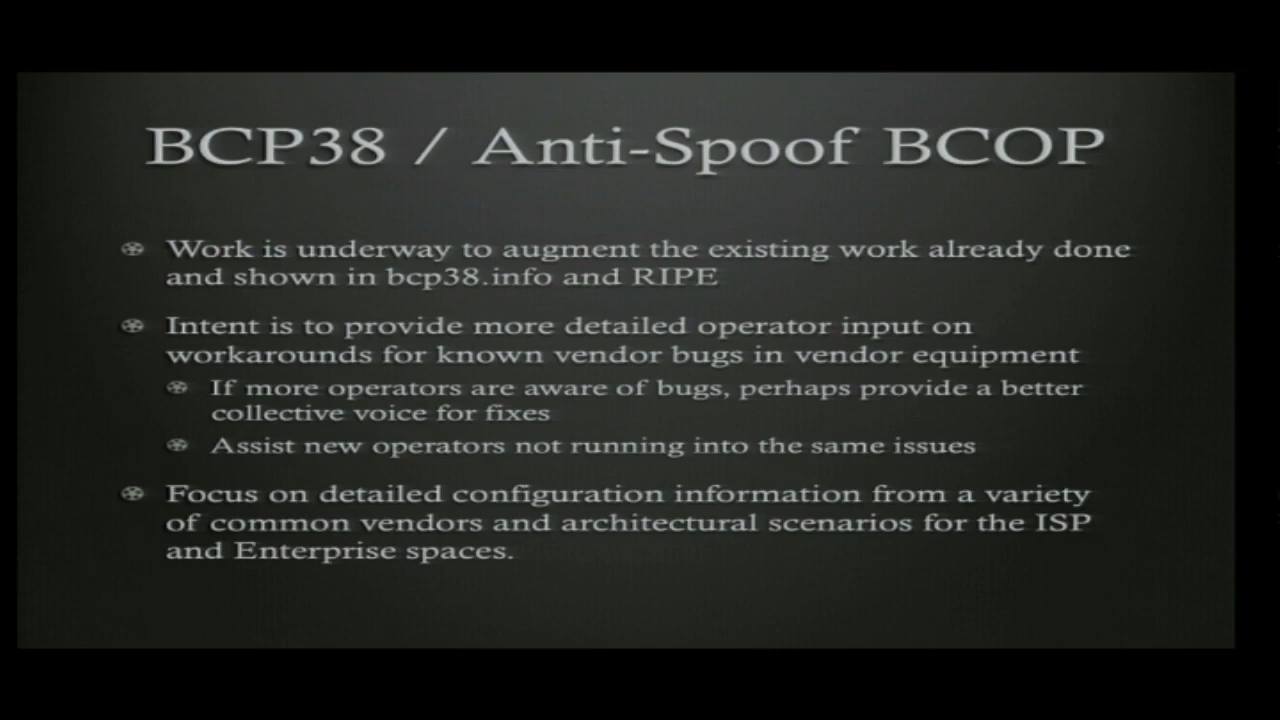 BCP38 / Anti-Spoof BCOP
Work is underway to augment the existing work already done
and shown in bcp38.info and RIPE
Intent is to provide more detailed operator input on
workarounds for known vendor bugs in vendor equipment
If more operators are aware of bugs, perhaps provide a better
collective voice for fixes
Assist new operators not running into the same issues
Focus on detailed configuration information from a variety
of common vendors and architectural scenarios for the ISP
and Enterprise spaces.